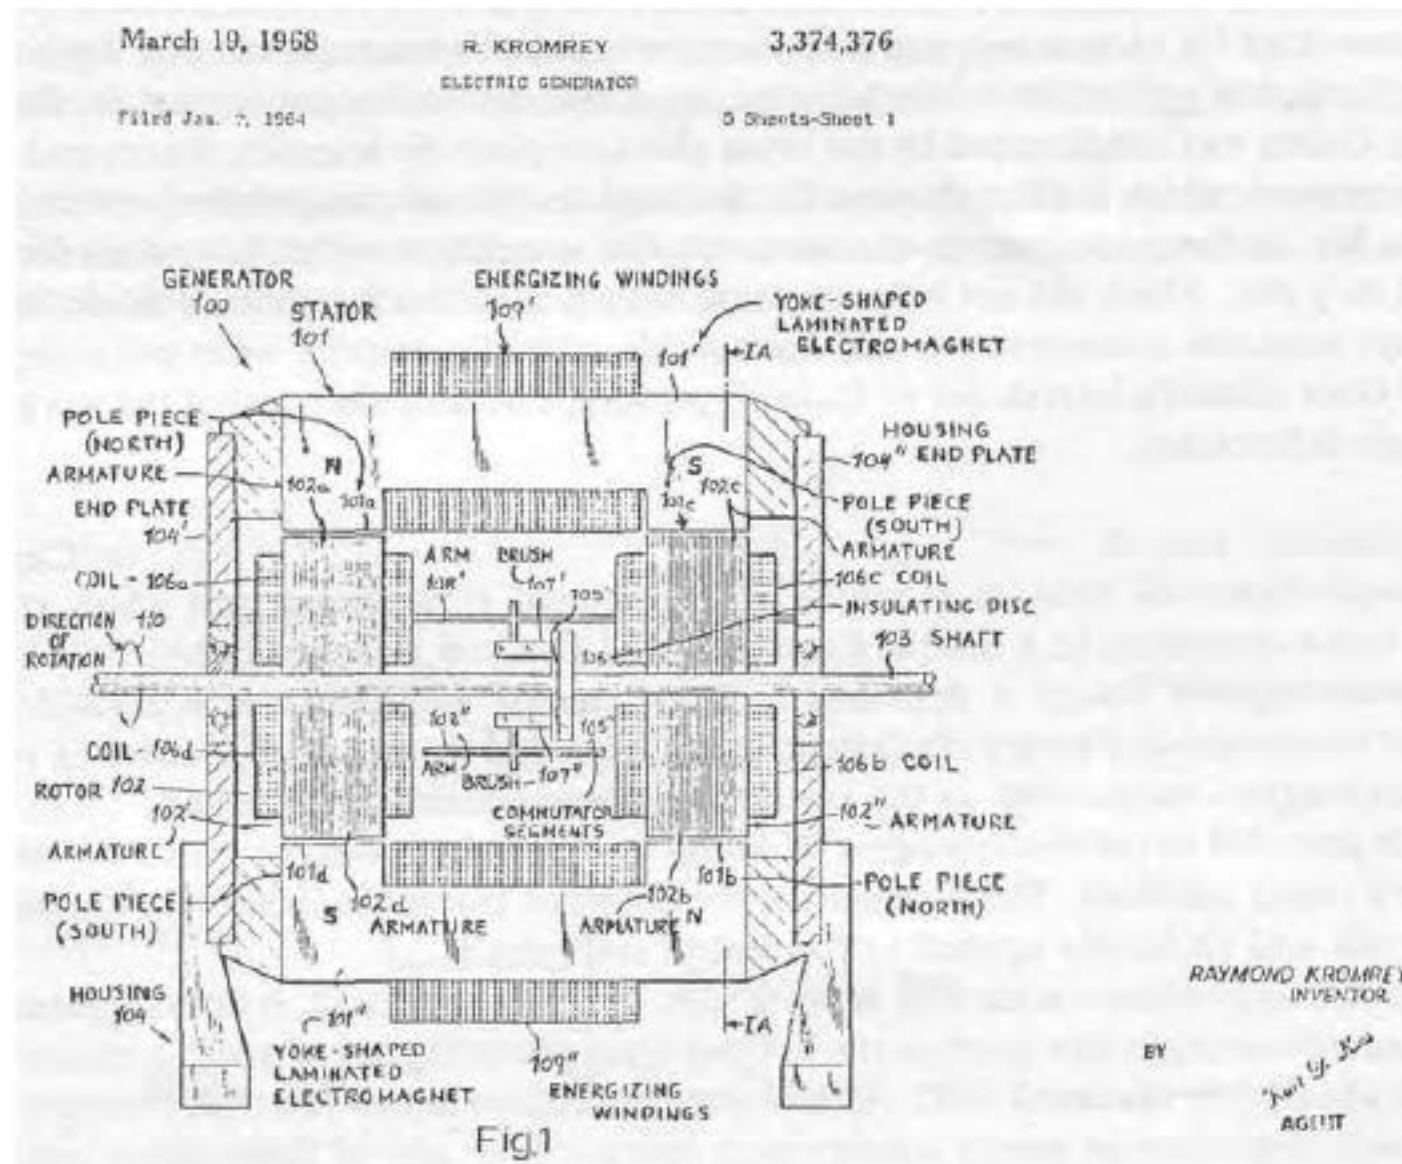 March 19, 1968
R. KROMREY
3,374,376
ELECTRIC GENERATOR
Filed Jan. 7, 1964
5 Sheets-Sheet 1
GENERATOR
100
STATOR
101
ENERGIZING WINDINGS
109'
YOKE-SHAPED
LAMINATED
ELECTROMAGNET
101'
IA
POLE PIECE
(NORTH)
ARMATURE
102a
N
101a
END PLATE
104'
S
101c
102c
HOUSING
104" END PLATE
POLE PIECE
(SOUTH)
ARMATURE
COIL - 106a
ARM
108'
BRUSH
107'
105'
106c COIL
INSULATING DISC
106
103 SHAFT
DIRECTION
OF
ROTATION
110
COIL - 106d
ROTOR 102
102'
ARMATURE
108"
ARM
BRUSH
107"
105"
COMMUTATOR
SEGMENTS
106b COIL
102"
ARMATURE
101d
S
102d
ARMATURE
ARMATURE
102b
N
101b
POLE PIECE
(SOUTH)
POLE PIECE
(NORTH)
HOUSING
104
101"
YOKE-SHAPED
LAMINATED
ELECTROMAGNET
109"
ENERGIZING
WINDINGS
IA
Fig.1
RAYMOND KROMREY
INVENTOR
BY
AGENT